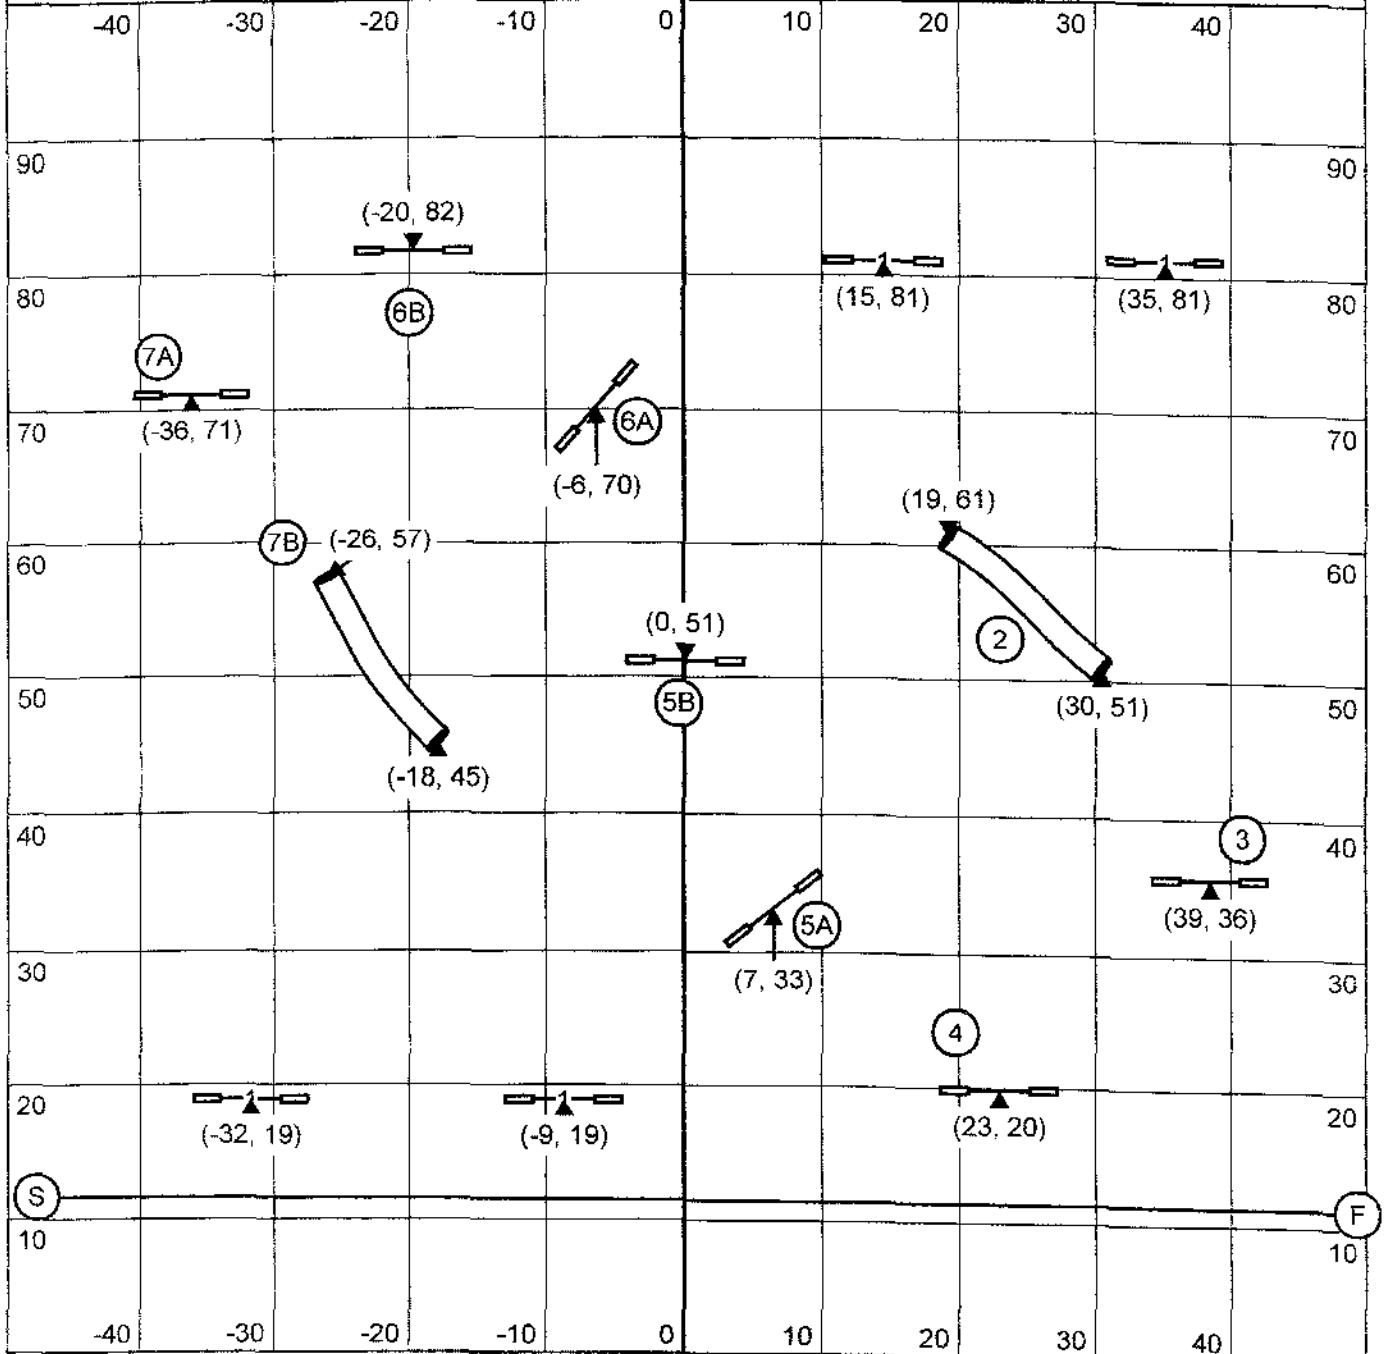 -40 -30 -20 -10 0 10 20 30 40
90 90
(-20, 82)
80 (15, 81) (35, 81) 80
6B
7A
6A
(-36, 71)
70 70
(-6, 70)
(19, 61)
7B (-26, 57)
60 60
(0, 51)
2
50 5B (30, 51) 50
(-18, 45)
40 3 40
(39, 36)
5A
30 (7, 33) 30
4
1 1
20 20
(-32, 19) (-9, 19) (23, 20)
S F
10 10
-40 -30 -20 -10 0 10 20 30 40